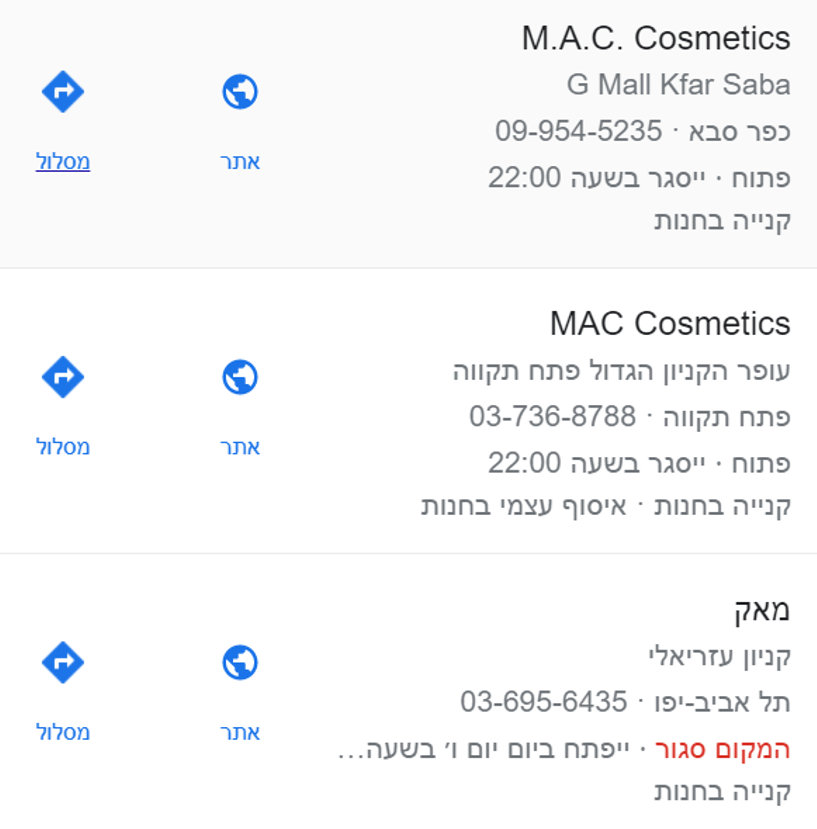 M.A.C. Cosmetics
G Mall Kfar Saba
כפר סבא · 09-954-5235
פתוח · ייסגר בשעה 22:00
קנייה בחנות
אתר
מסלול
MAC Cosmetics
עופר הקניון הגדול פתח תקווה
פתח תקווה · 03-736-8788
פתוח · ייסגר בשעה 22:00
קנייה בחנות · איסוף עצמי בחנות
אתר
מסלול
מאק
קניון עזריאלי
תל אביב-יפו · 03-695-6435
המקום סגור · ייפתח ביום יום ו׳ בשעה...
קנייה בחנות
אתר
מסלול